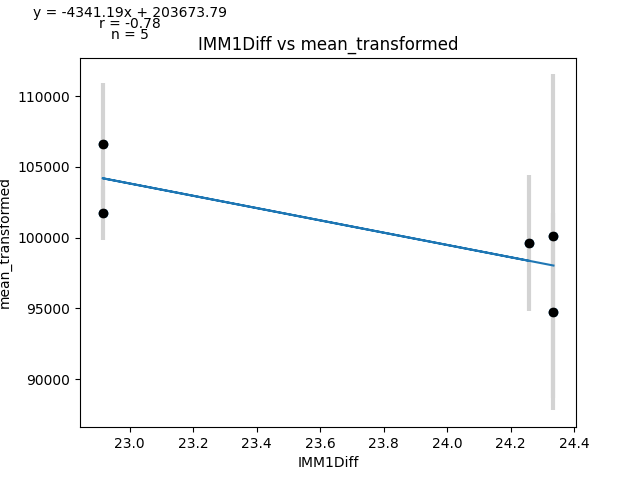 y = -4341.19x + 203673.79
r = -0.78
n = 5
IMM1Diff vs mean_transformed
110000
105000
100000
95000
90000
mean_transformed
23.0 23.2 23.4 23.6 23.8 24.0 24.2 24.4
IMM1Diff